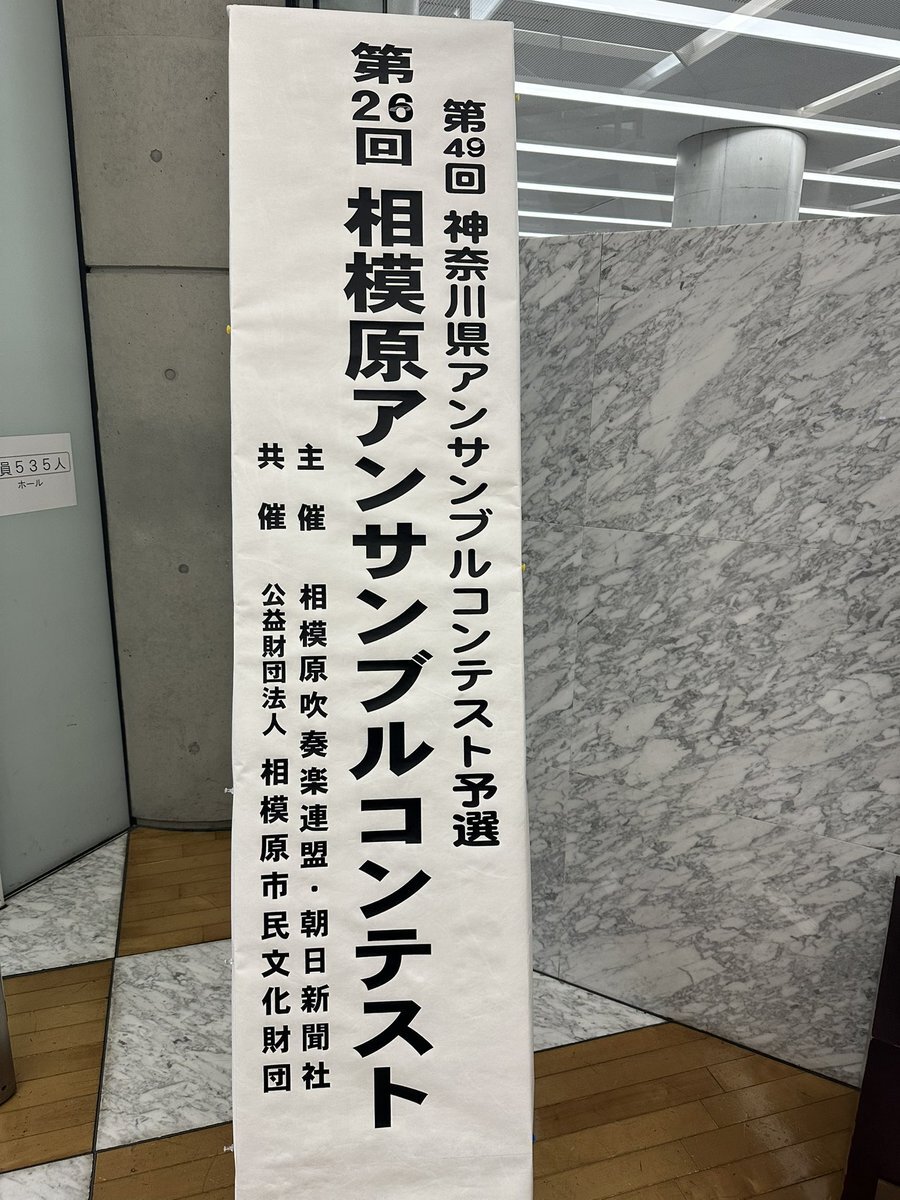 第49回 神奈川県アンサンブルコンテスト予選
第26回 相模原アンサンブルコンテスト
主催 相模原吹奏楽連盟・朝日新聞社
共催 公益財団法人 相模原市民文化財団
員535人
ホール